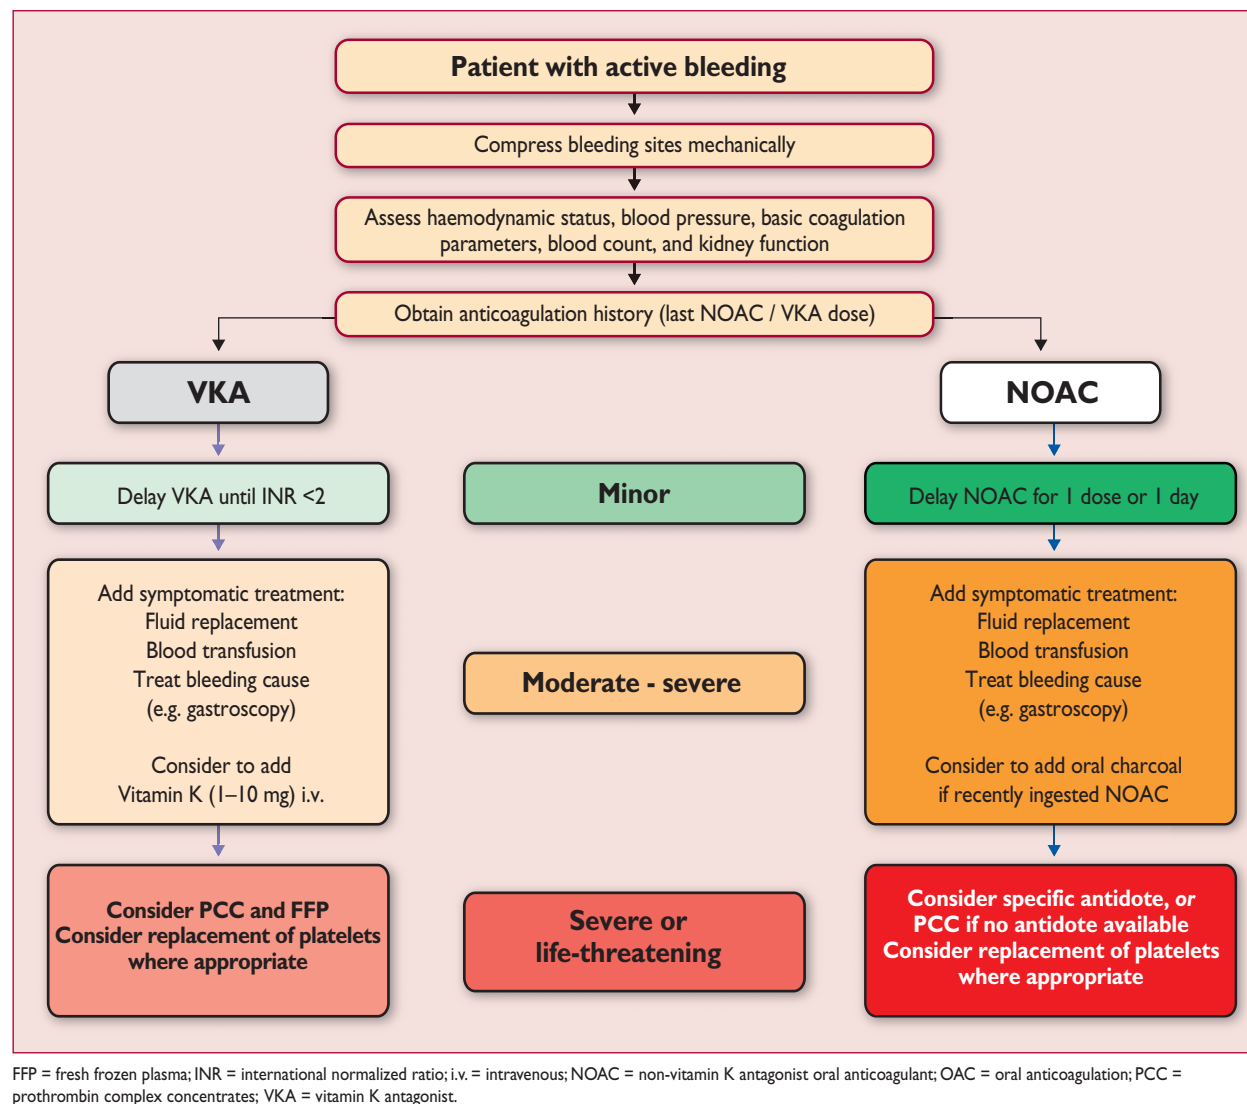 Patient with active bleeding
Compress bleeding sites mechanically
Assess haemodynamic status, blood pressure, basic coagulation
parameters, blood count, and kidney function
Obtain anticoagulation history (last NOAC / VKA dose)
VKA
NOAC
Delay VKA until INR <2
Minor
Delay NOAC for 1 dose or 1 day
Add symptomatic treatment:
Fluid replacement
Blood transfusion
Treat bleeding cause
(e.g. gastroscopy)
Consider to add
Vitamin K (1–10 mg) i.v.
Moderate - severe
Add symptomatic treatment:
Fluid replacement
Blood transfusion
Treat bleeding cause
(e.g. gastroscopy)
Consider to add oral charcoal
if recently ingested NOAC
Consider PCC and FFP
Consider replacement of platelets
where appropriate
Severe or
life-threatening
Consider specific antidote, or
PCC if no antidote available
Consider replacement of platelets
where appropriate
FFP = fresh frozen plasma; INR = international normalized ratio; i.v. = intravenous; NOAC = non-vitamin K antagonist oral anticoagulant; OAC = oral anticoagulation; PCC =
prothrombin complex concentrates; VKA = vitamin K antagonist.